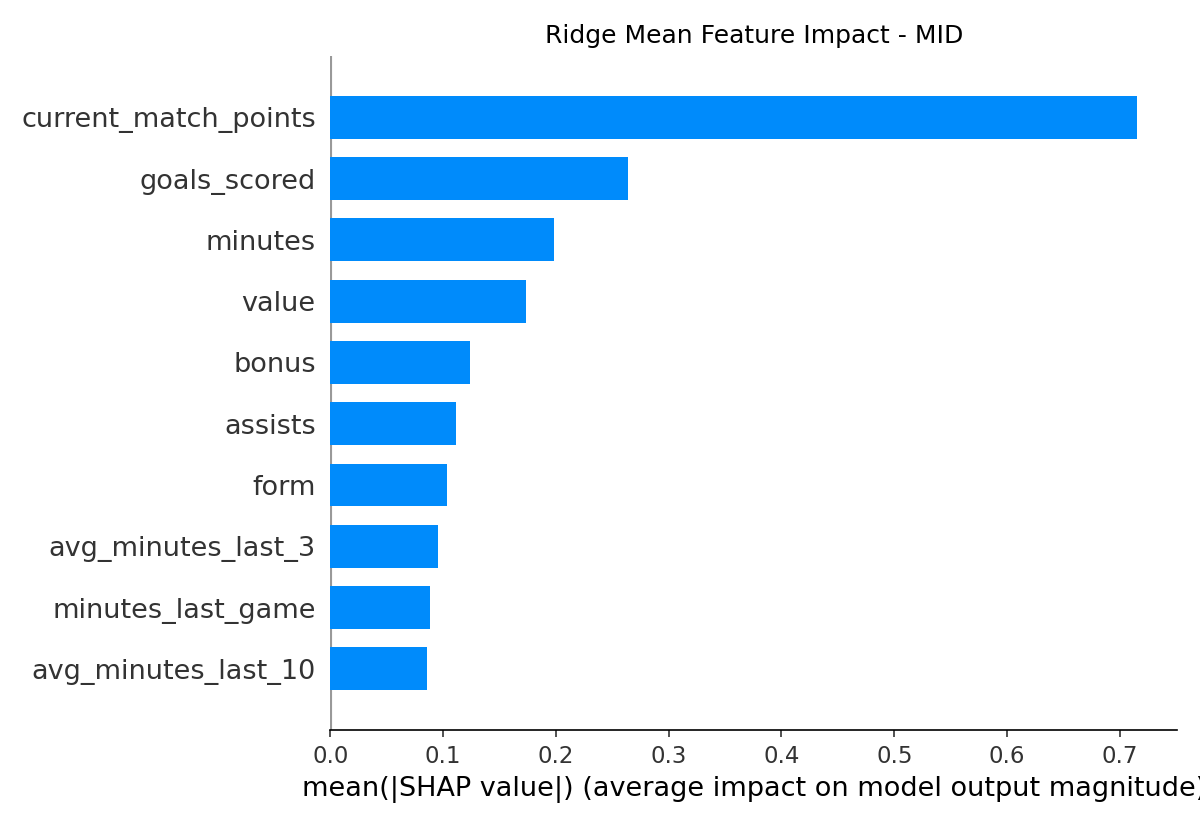 Ridge Mean Feature Impact - MID
current_match_points
goals_scored
minutes
value
bonus
assists
form
avg_minutes_last_3
minutes_last_game
avg_minutes_last_10
0.0 0.1 0.2 0.3 0.4 0.5 0.6 0.7
mean(|SHAP value|) (average impact on model output magnitude)